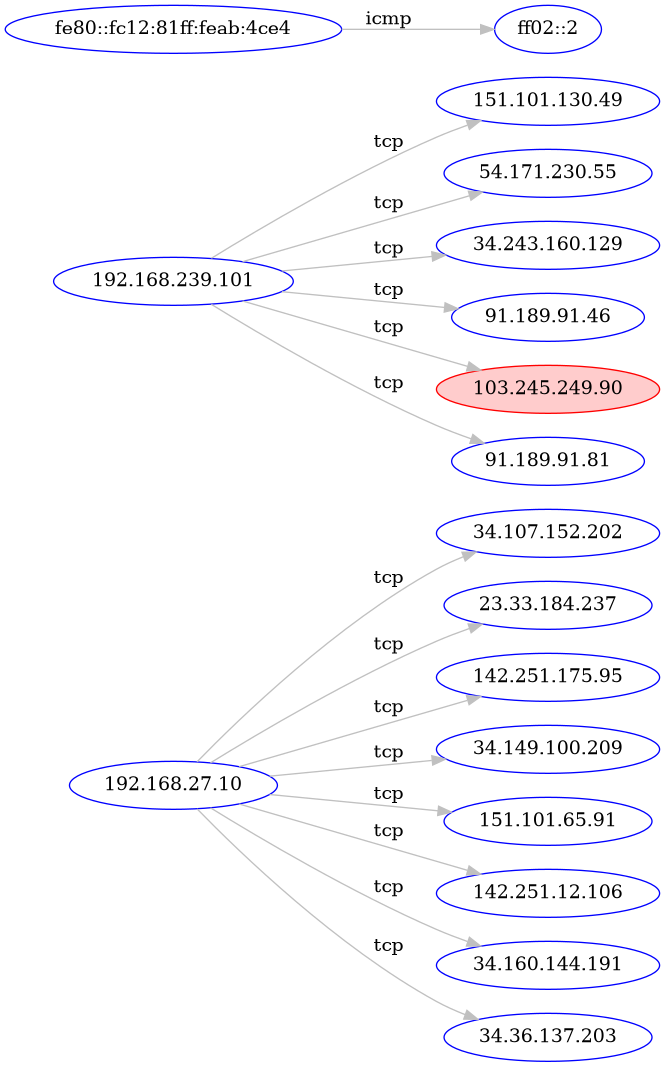 fe80::fc12:81ff:feab:4ce4
icmp
ff02::2
192.168.239.101
tcp
151.101.130.49
tcp
54.171.230.55
tcp
34.243.160.129
tcp
91.189.91.46
tcp
103.245.249.90
tcp
91.189.91.81
192.168.27.10
tcp
34.107.152.202
tcp
23.33.184.237
tcp
142.251.175.95
tcp
34.149.100.209
tcp
151.101.65.91
tcp
142.251.12.106
tcp
34.160.144.191
tcp
34.36.137.203